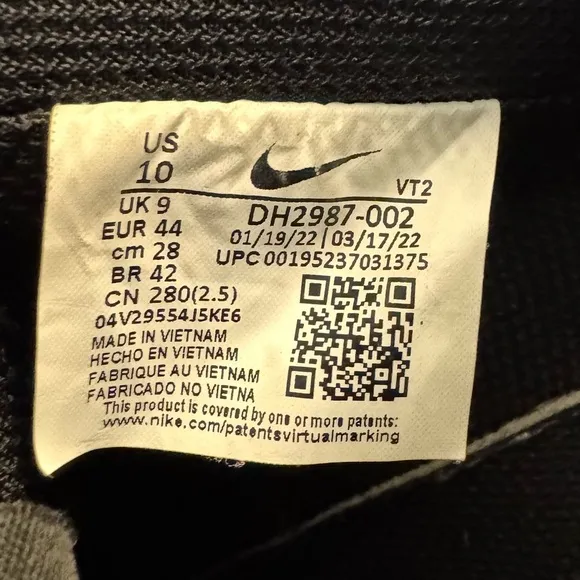 US
10
VT2
UK 9
DH2987-002
EUR 44
01/19/22 | 03/17/22
cm 28
UPC 00195237031375
BR 42
CN 280(2.5)
04V29554J5KE6
MADE IN VIETNAM
HECHO EN VIETNAM
FABRIQUE AU VIETNAM
FABRICADO NO VIETNA
This product is covered by one or more patents:
www.nike.com/patentsvirtualmarking